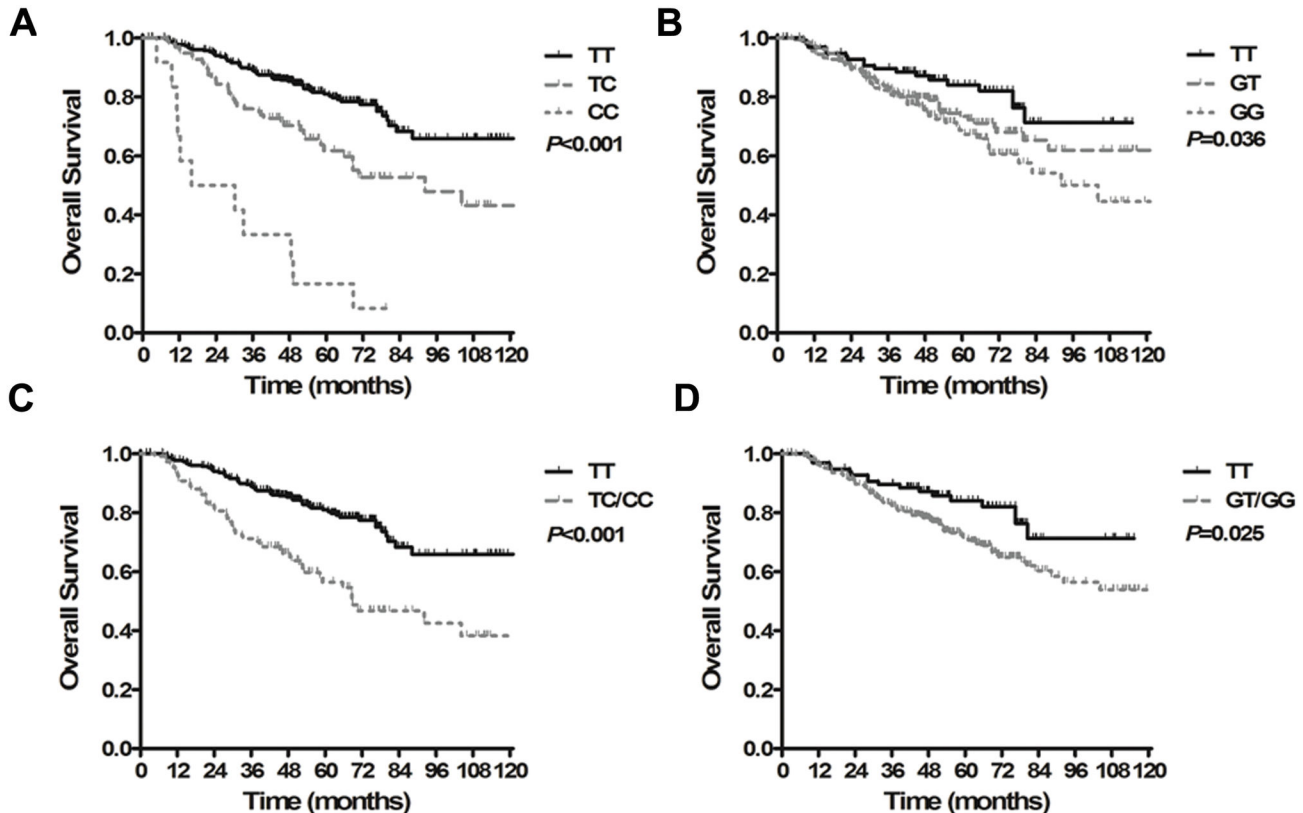 A
Overall Survival
1.0
0.8
0.6
0.4
0.2
0.0
0 12 24 36 48 60 72 84 96 108 120
Time (months)
TT
TC
CC
P<0.001
B
Overall Survival
1.0
0.8
0.6
0.4
0.2
0.0
0 12 24 36 48 60 72 84 96 108 120
Time (months)
TT
GT
GG
P=0.036
C
Overall Survival
1.0
0.8
0.6
0.4
0.2
0.0
0 12 24 36 48 60 72 84 96 108 120
Time (months)
TT
TC/CC
P<0.001
D
Overall Survival
1.0
0.8
0.6
0.4
0.2
0.0
0 12 24 36 48 60 72 84 96 108 120
Time (months)
TT
GT/GG
P=0.025